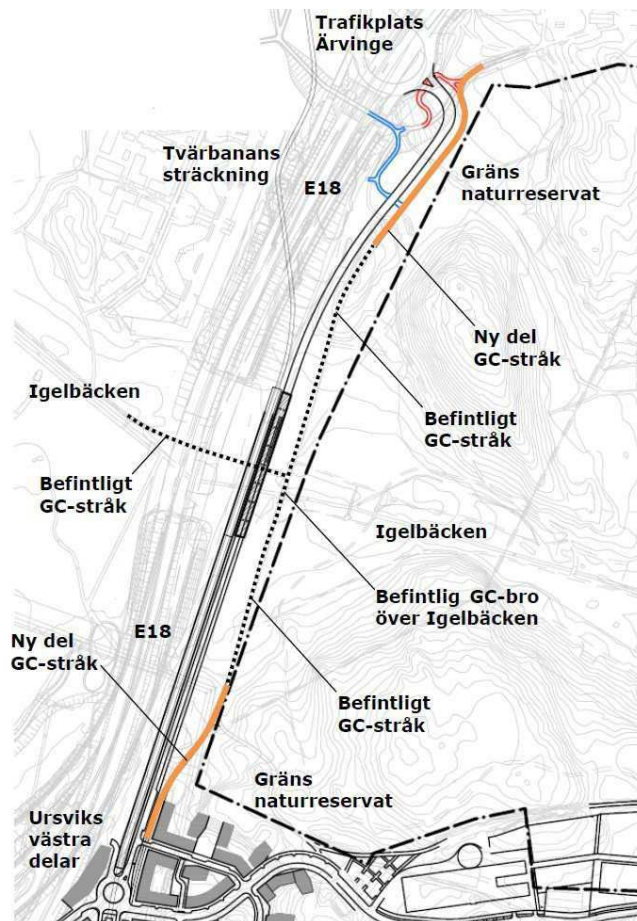 Trafikplats
Ärvinge
Tvärbanans
sträckning
E18
Gräns
naturreservat
Ny del
GC-stråk
Igelbäcken
Befintligt
GC-stråk
Befintligt
GC-stråk
Igelbäcken
Befintlig GC-bro
över Igelbäcken
E18
Ny del
GC-stråk
Befintligt
GC-stråk
Gräns
naturreservat
Ursviks
västra
delar